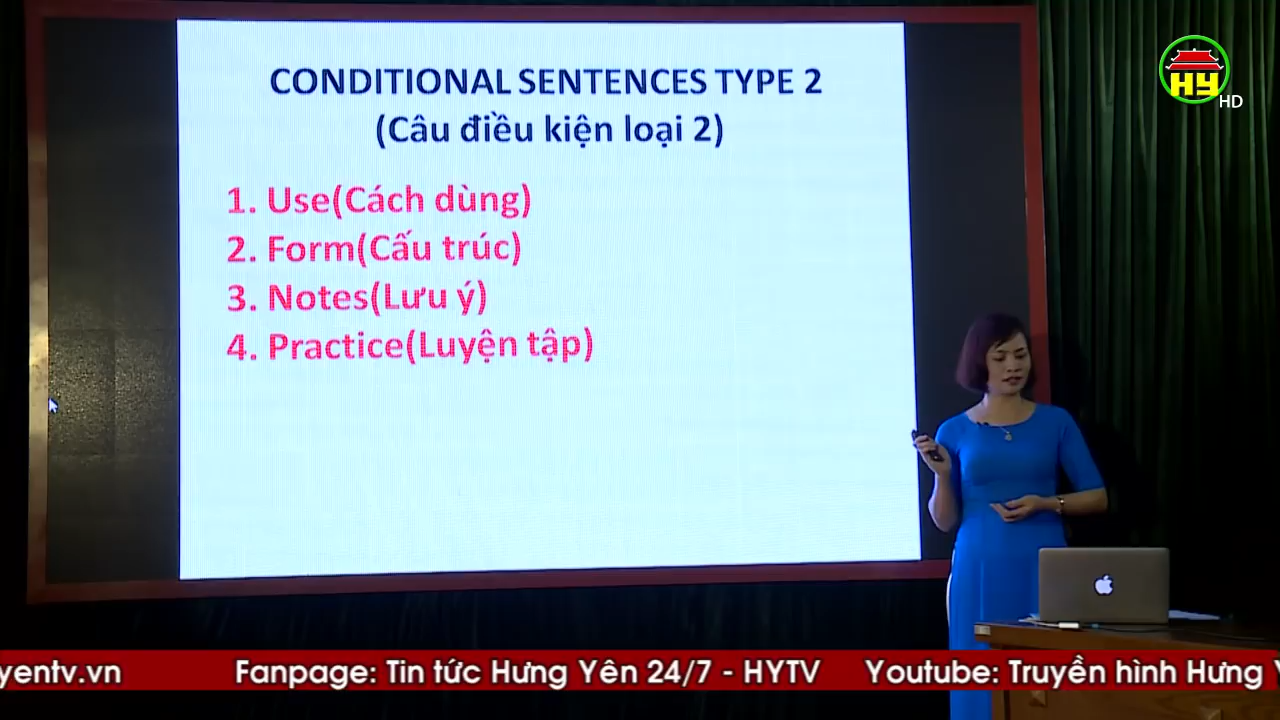 CONDITIONAL SENTENCES TYPE 2
(Câu điều kiện loại 2)
1. Use(Cách dùng)
2. Form(Cấu trúc)
3. Notes(Lưu ý)
4. Practice(Luyện tập)
HY
HD
yentv.vn Fanpage: Tin tức Hưng Yên 24/7 - HYTV Youtube: Truyền hình Hưng Y